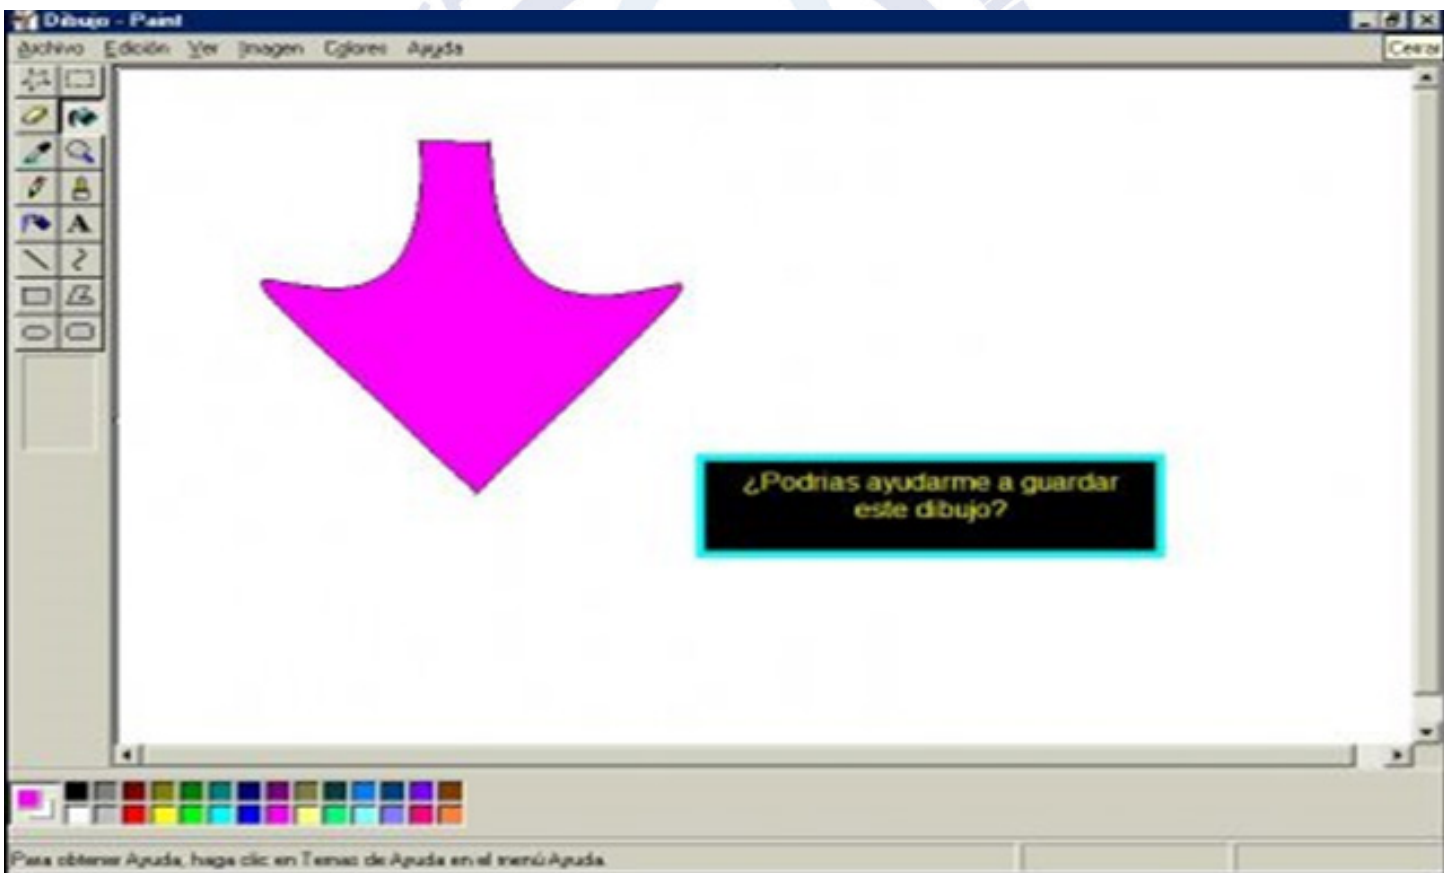 Dibujo - Paint
Archivo Edición Ver Imagen Colores Ayuda
Cerrar
A
¿Podrias ayudarme a guardar
este dibujo?
Para obtener Ayuda, haga clic en Temas de Ayuda en el menú Ayuda.